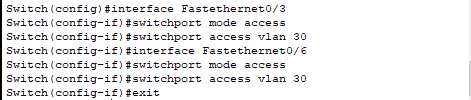 Switch(config)#interface Fastethernet0/3
Switch(config-if)#switchport mode access
Switch(config-if)#switchport access vlan 30
Switch(config-if)#interface Fastethernet0/6
Switch(config-if)#switchport mode access
Switch(config-if)#switchport access vlan 30
Switch(config-if)#exit